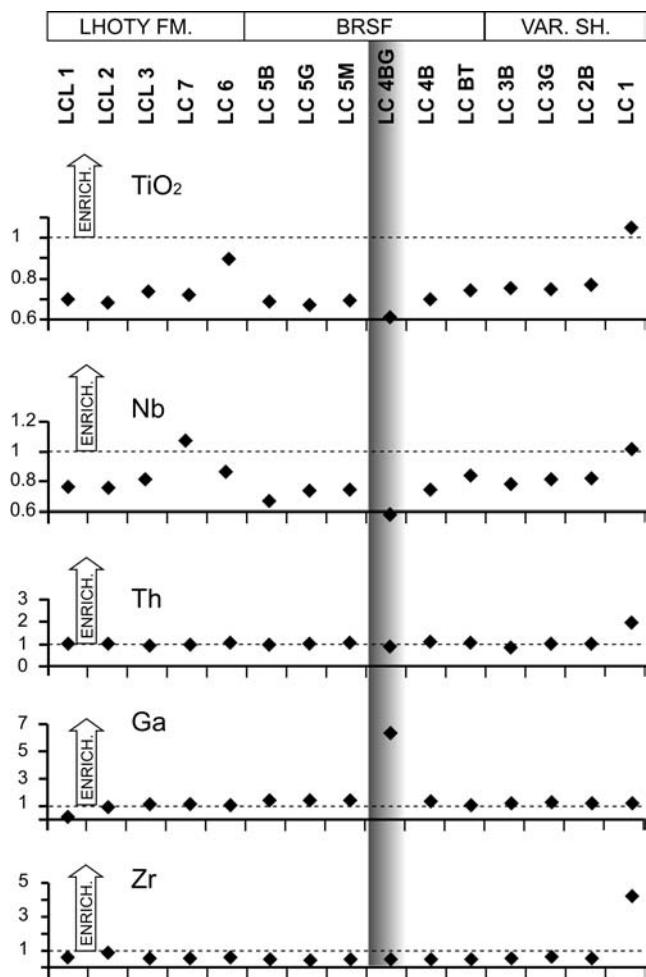 LHOTY FM. BRSF VAR. SH.
LCL 1 LCL 2 LCL 3 LC 7 LC 6 LC 5B LC 5G LC 5M LC 4BG LC 4B LC BT LC 3B LC 3G LC 2B LC 1
ENRICH.
TiO₂
1
0.8
0.6
ENRICH.
Nb
1.2
1
0.8
0.6
ENRICH.
Th
3
2
1
0
ENRICH.
Ga
7
5
3
1
ENRICH.
Zr
5
3
1